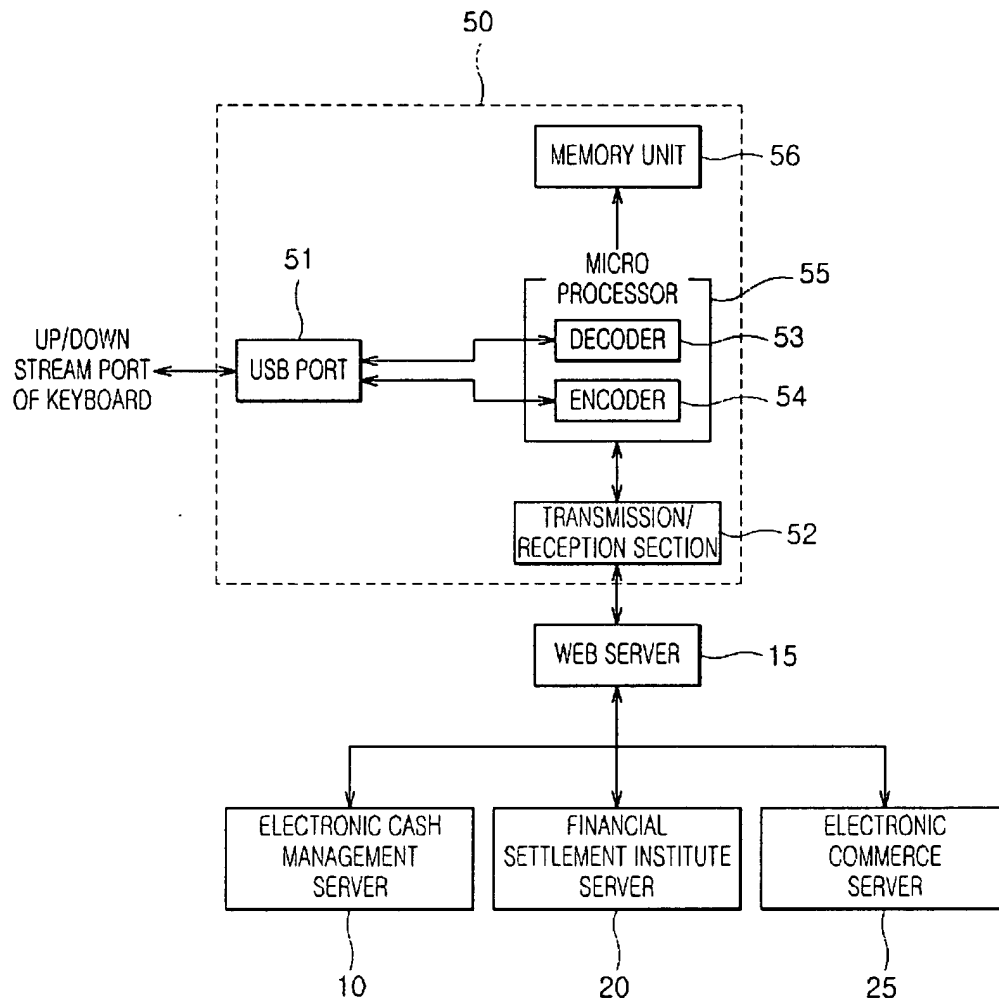 50
MEMORY UNIT
56
51
MICRO
PROCESSOR
55
UP/DOWN
STREAM PORT
OF KEYBOARD
USB PORT
DECODER
53
ENCODER
54
TRANSMISSION/
RECEPTION SECTION
52
WEB SERVER
15
ELECTRONIC CASH
MANAGEMENT
SERVER
FINANCIAL
SETTLEMENT INSTITUTE
SERVER
ELECTRONIC
COMMERCE
SERVER
10
20
25